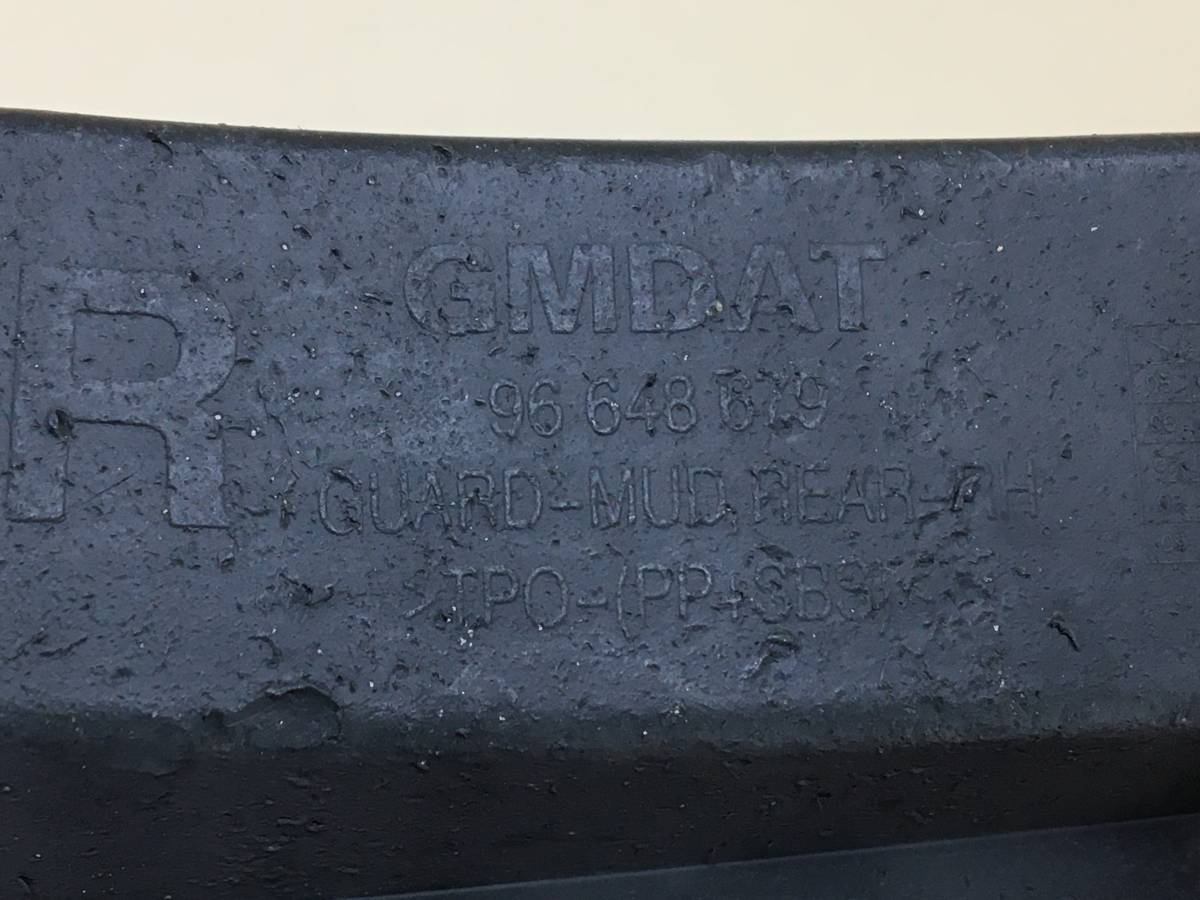 R
GMDAT
96 648 679
GUARD-MUD, REAR-RH
>TPO-(PP+SBS)<